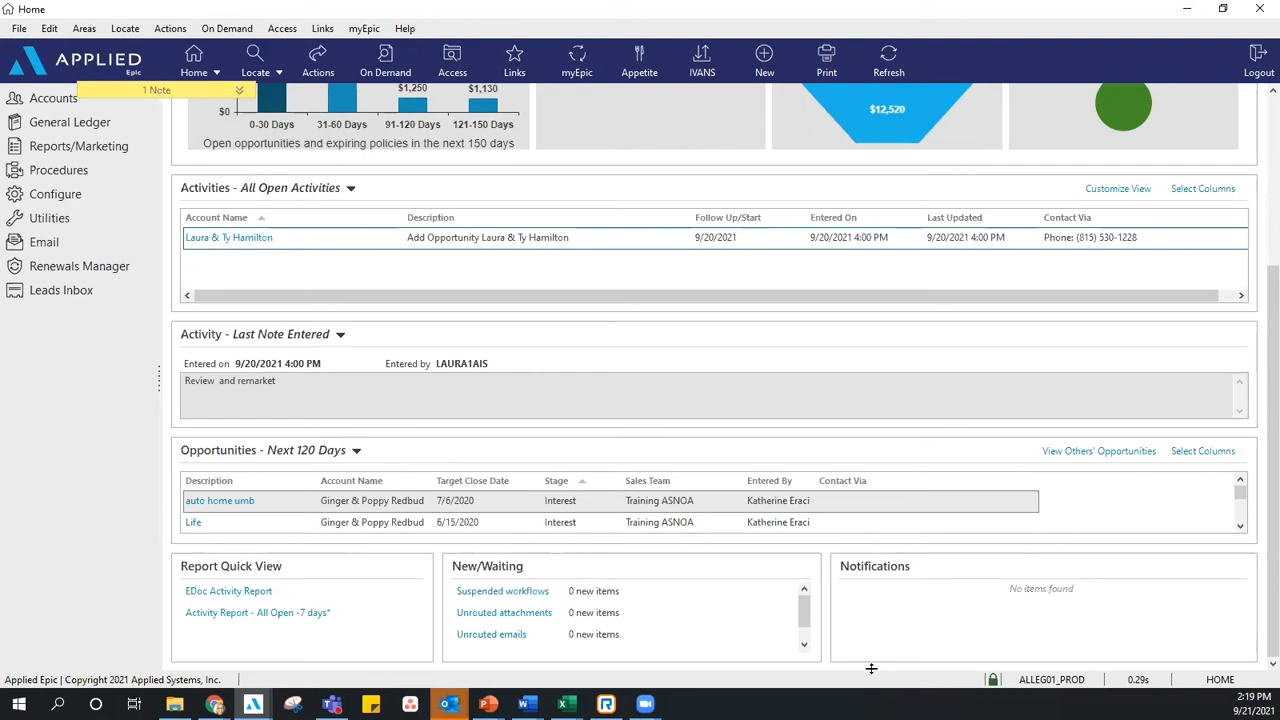 Home
File Edit Areas Locate Actions On Demand Access Links myEpic Help
APPLIED Epic Home Locate Actions On Demand Access Links myEpic Appetite IVANS New Print Refresh Logout
1 Note
Accounts
General Ledger
Reports/Marketing
Procedures
Configure
Utilities
Email
Renewals Manager
Leads Inbox
$1,250 $1,130
$0
0-30 Days 31-60 Days 91-120 Days 121-150 Days
Open opportunities and expiring policies in the next 150 days
$12,520
Activities - All Open Activities Customize View Select Columns
Account Name Description Follow Up/Start Entered On Last Updated Contact Via
Laura & Ty Hamilton Add Opportunity Laura & Ty Hamilton 9/20/2021 9/20/2021 4:00 PM 9/20/2021 4:00 PM Phone: (815) 530-1228
Activity - Last Note Entered
Entered on 9/20/2021 4:00 PM Entered by LAURA1AIS
Review and remarket
Opportunities - Next 120 Days View Others' Opportunities Select Columns
Description Account Name Target Close Date Stage Sales Team Entered By Contact Via
auto home umb Ginger & Poppy Redbud 7/6/2020 Interest Training ASNOA Katherine Eraci
Life Ginger & Poppy Redbud 6/15/2020 Interest Training ASNOA Katherine Eraci
Report Quick View
EDoc Activity Report
Activity Report - All Open -7 days*
New/Waiting
Suspended workflows 0 new items
Unrouted attachments 0 new items
Unrouted emails 0 new items
Notifications
No items found
Applied Epic | Copyright 2021 Applied Systems, Inc. ALLEG01_PROD 0.29s HOME
2:19 PM
9/21/2021